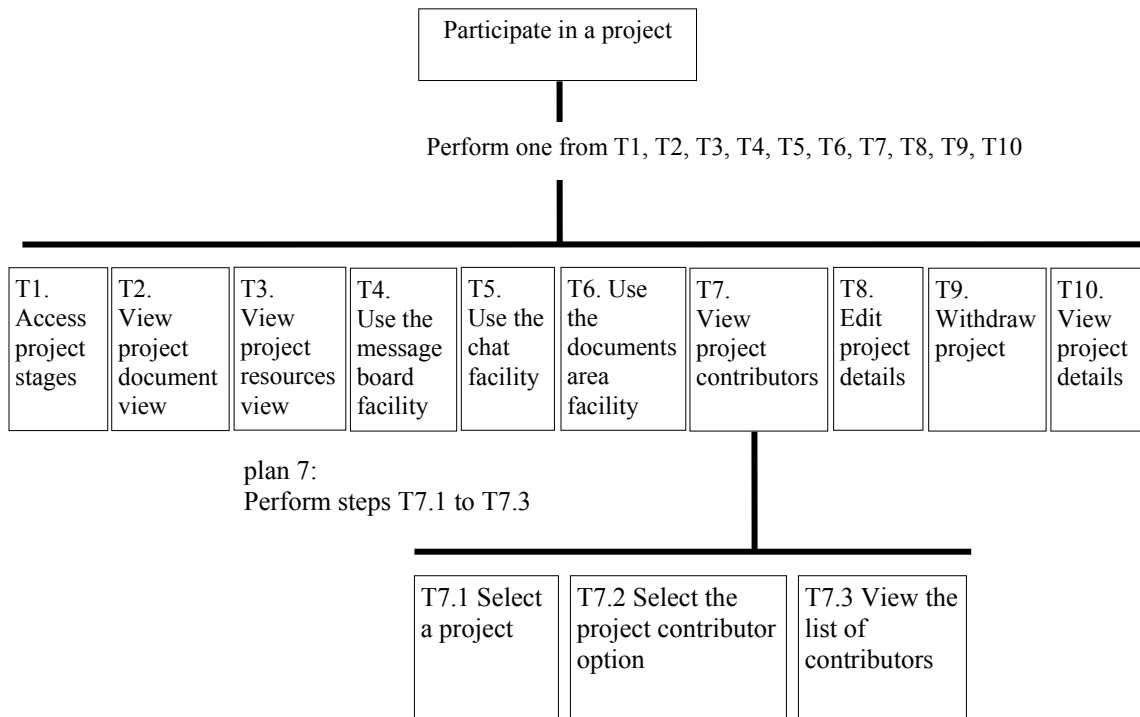 Participate in a project
Perform one from T1, T2, T3, T4, T5, T6, T7, T8, T9, T10
T1.
Access
project
stages
T2.
View
project
document
view
T3.
View
project
resources
view
T4.
Use the
message
board
facility
T5.
Use the
chat
facility
T6. Use
the
documents
area
facility
T7.
View
project
contributors
T8.
Edit
project
details
T9.
Withdraw
project
T10.
View
project
details
plan 7:
Perform steps T7.1 to T7.3
T7.1 Select
a project
T7.2 Select the
project contributor
option
T7.3 View the
list of
contributors